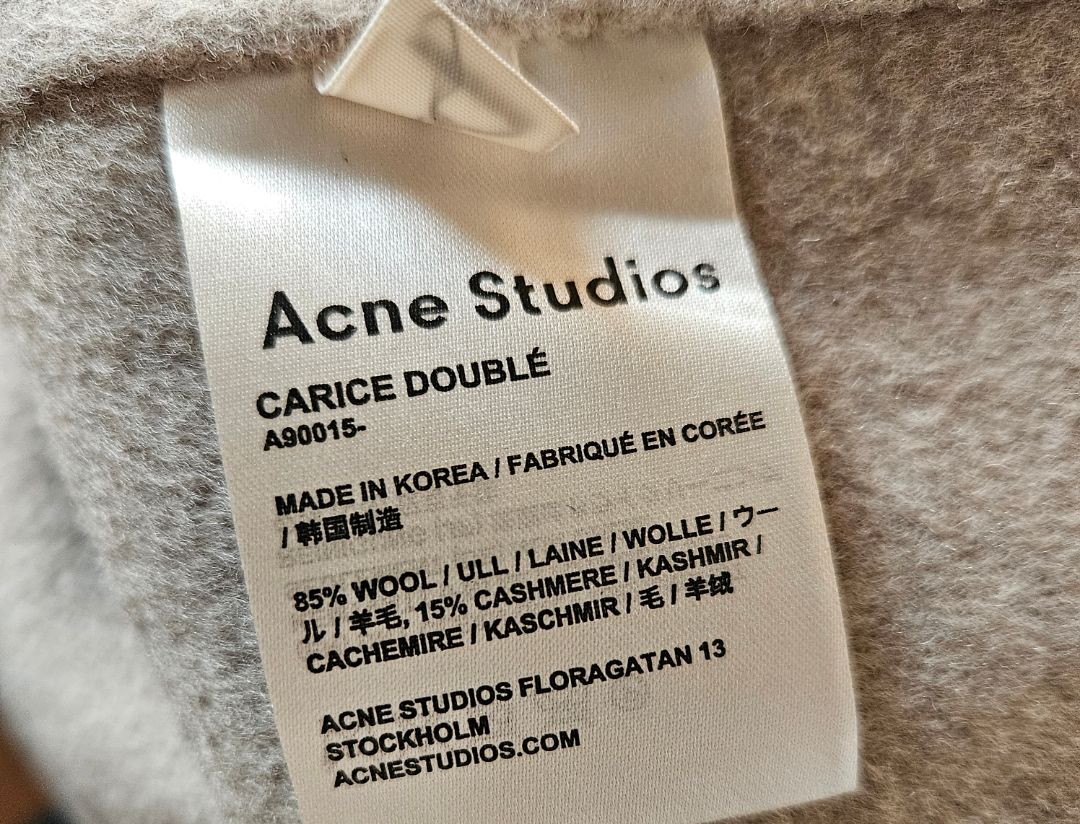 Acne Studios
CARICE DOUBLÉ
A90015-
MADE IN KOREA / FABRIQUÉ EN CORÉE
/ 韩国制造
85% WOOL / ULL / LAINE / WOLLE / ウー
ル / 羊毛, 15% CASHMERE / KASHMIR /
CACHEMIRE / KASCHMIR / 毛 / 羊绒
ACNE STUDIOS FLORAGATAN 13
STOCKHOLM
ACNESTUDIOS.COM